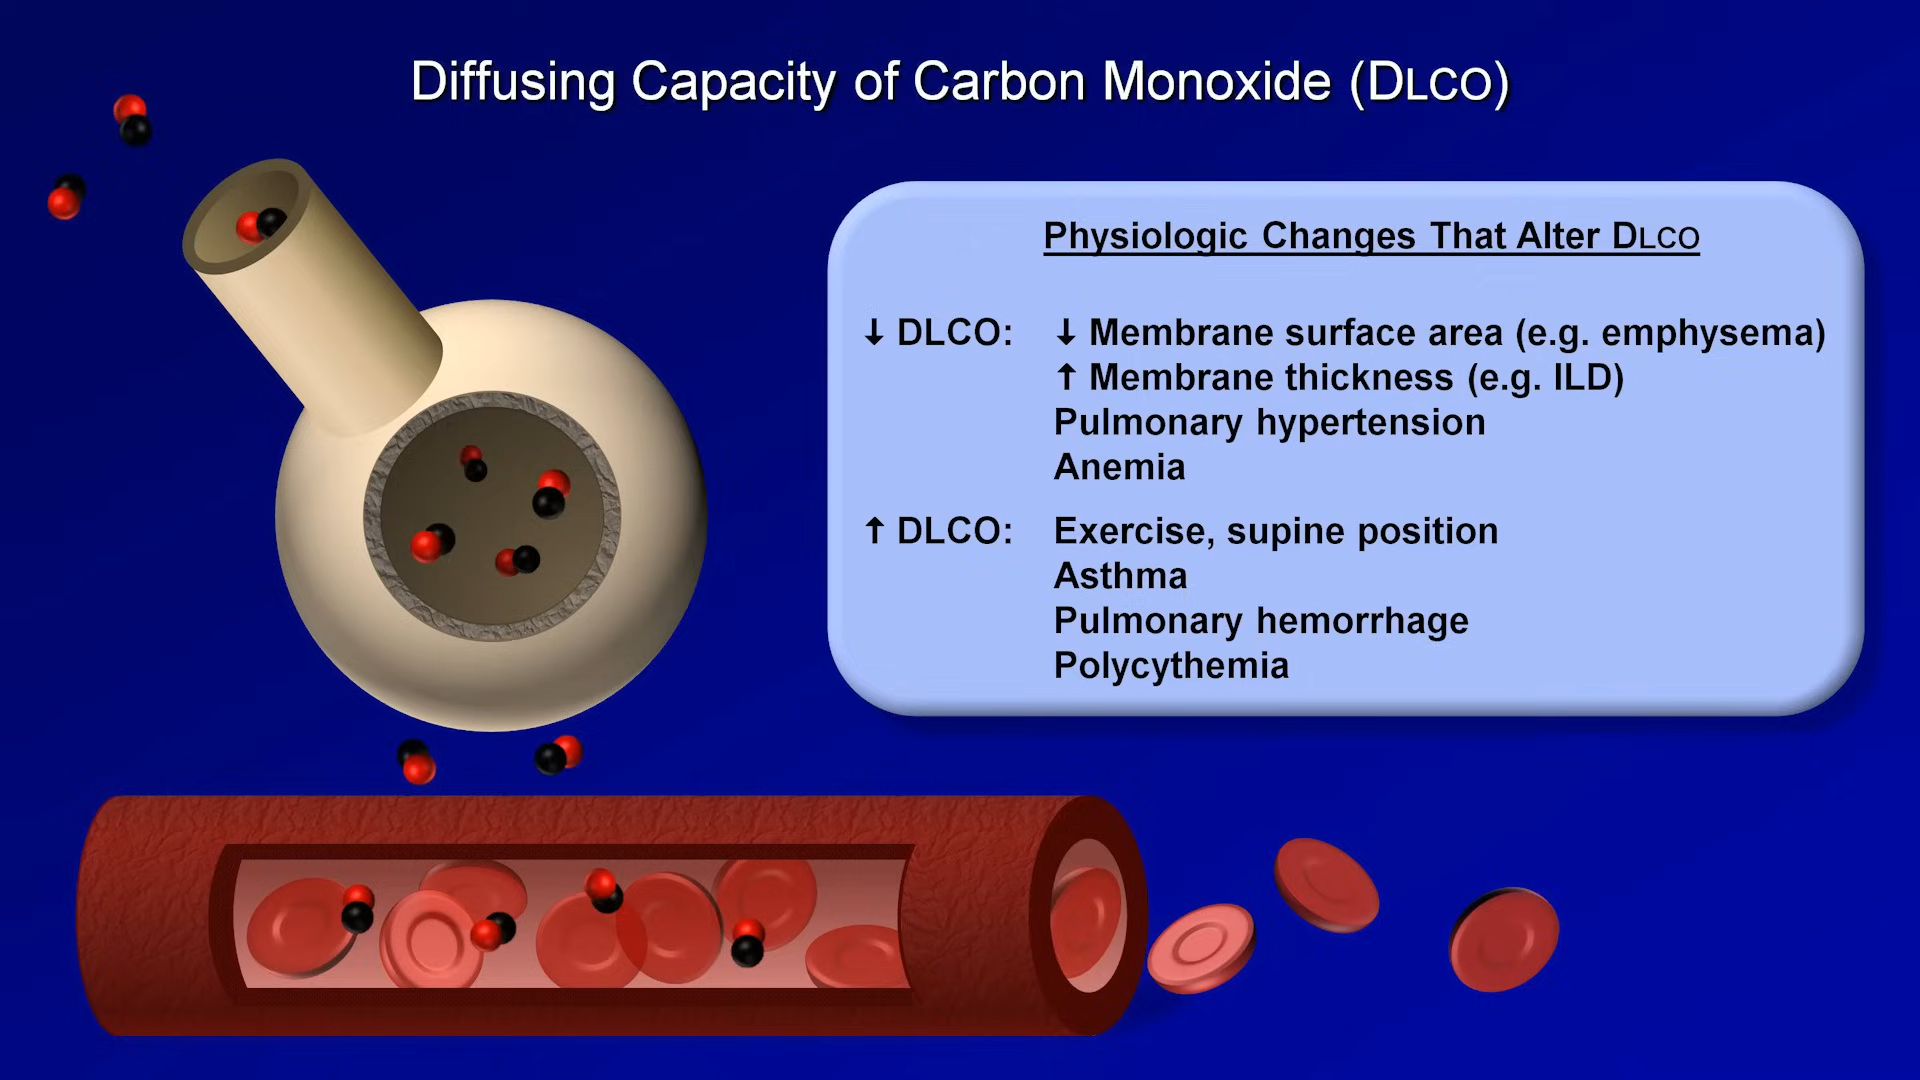 Diffusing Capacity of Carbon Monoxide (DLCO)
Physiologic Changes That Alter DLCO
↓ DLCO: ↓ Membrane surface area (e.g. emphysema)
↑ Membrane thickness (e.g. ILD)
Pulmonary hypertension
Anemia
↑ DLCO: Exercise, supine position
Asthma
Pulmonary hemorrhage
Polycythemia